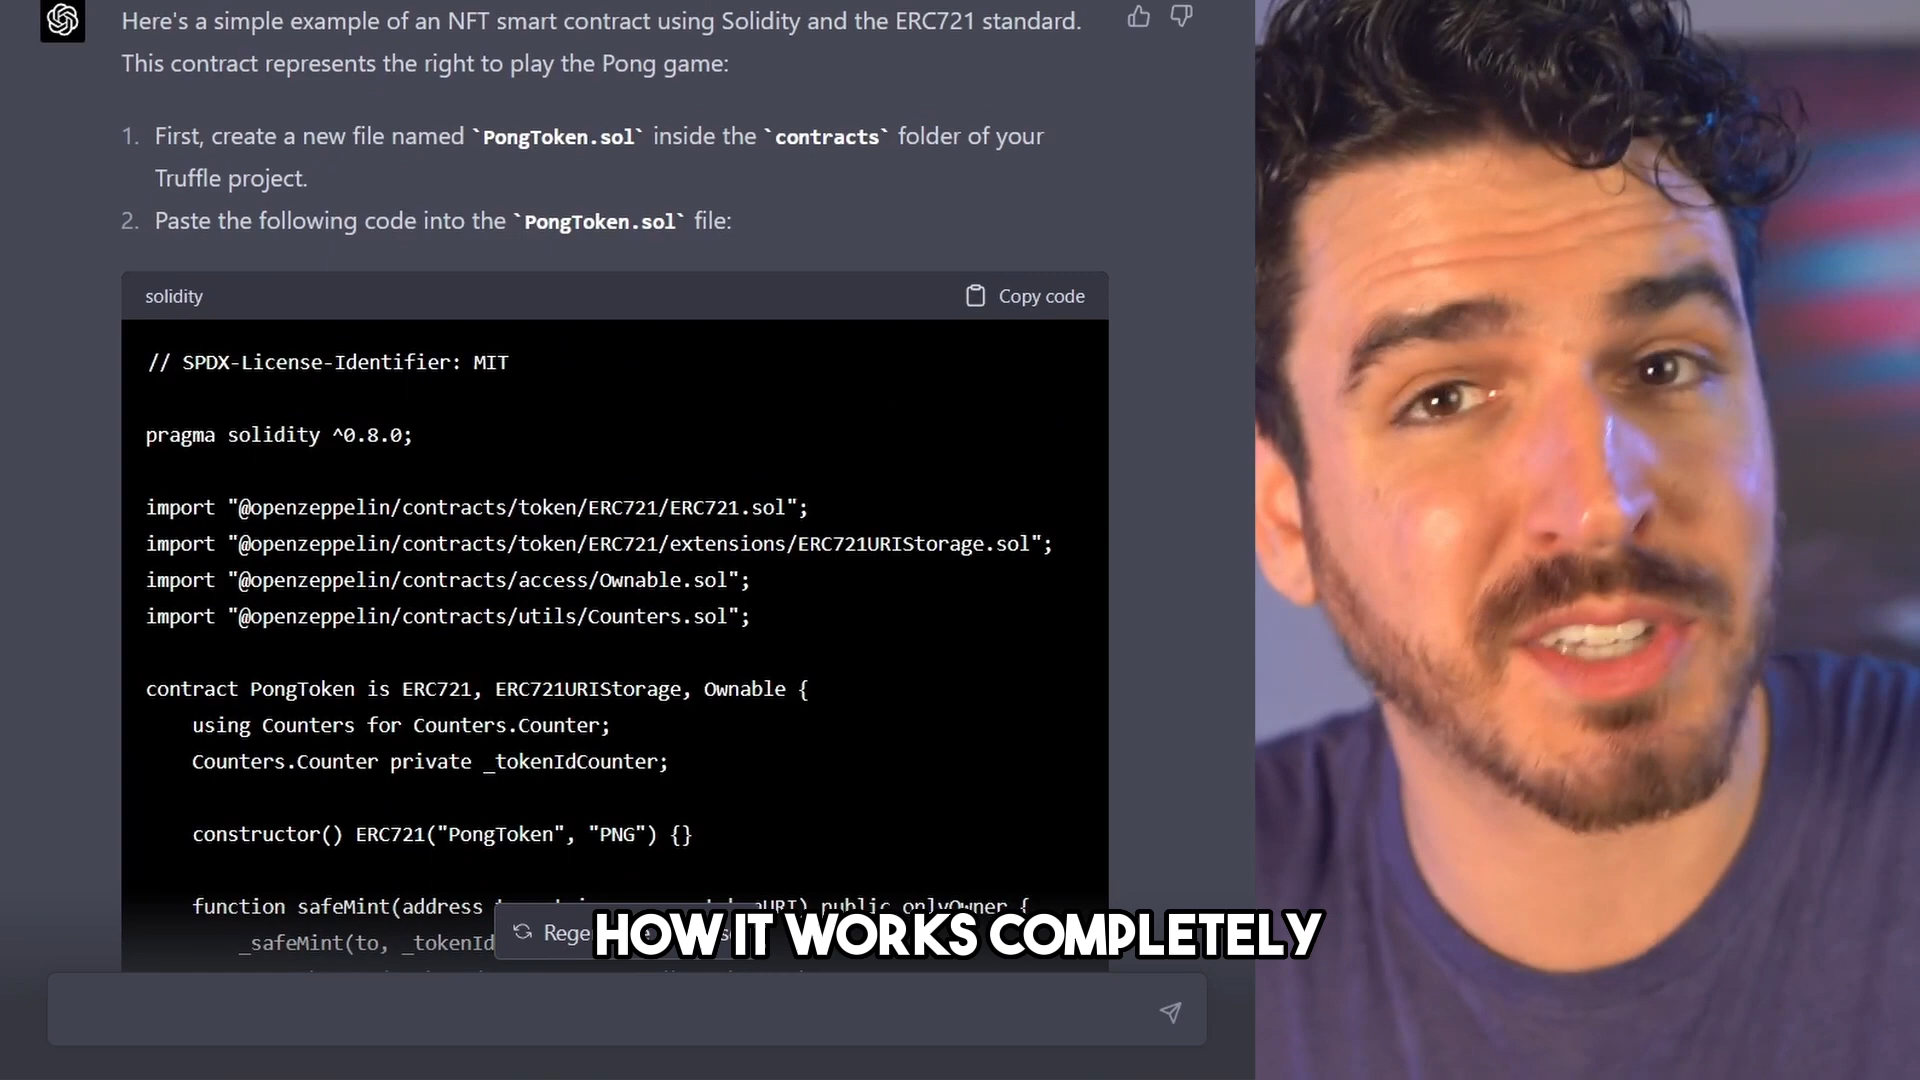 Here's a simple example of an NFT smart contract using Solidity and the ERC721 standard.
This contract represents the right to play the Pong game:
1. First, create a new file named `PongToken.sol` inside the `contracts` folder of your
Truffle project.
2. Paste the following code into the `PongToken.sol` file:
solidity
Copy code
// SPDX-License-Identifier: MIT
pragma solidity ^0.8.0;
import "@openzeppelin/contracts/token/ERC721/ERC721.sol";
import "@openzeppelin/contracts/token/ERC721/extensions/ERC721URIStorage.sol";
import "@openzeppelin/contracts/access/Ownable.sol";
import "@openzeppelin/contracts/utils/Counters.sol";
contract PongToken is ERC721, ERC721URIStorage, Ownable {
using Counters for Counters.Counter;
Counters.Counter private _tokenIdCounter;
constructor() ERC721("PongToken", "PNG") {}
function safeMint(address public onlyOwner {
_safeMint(to,
HOW IT WORKS COMPLETELY